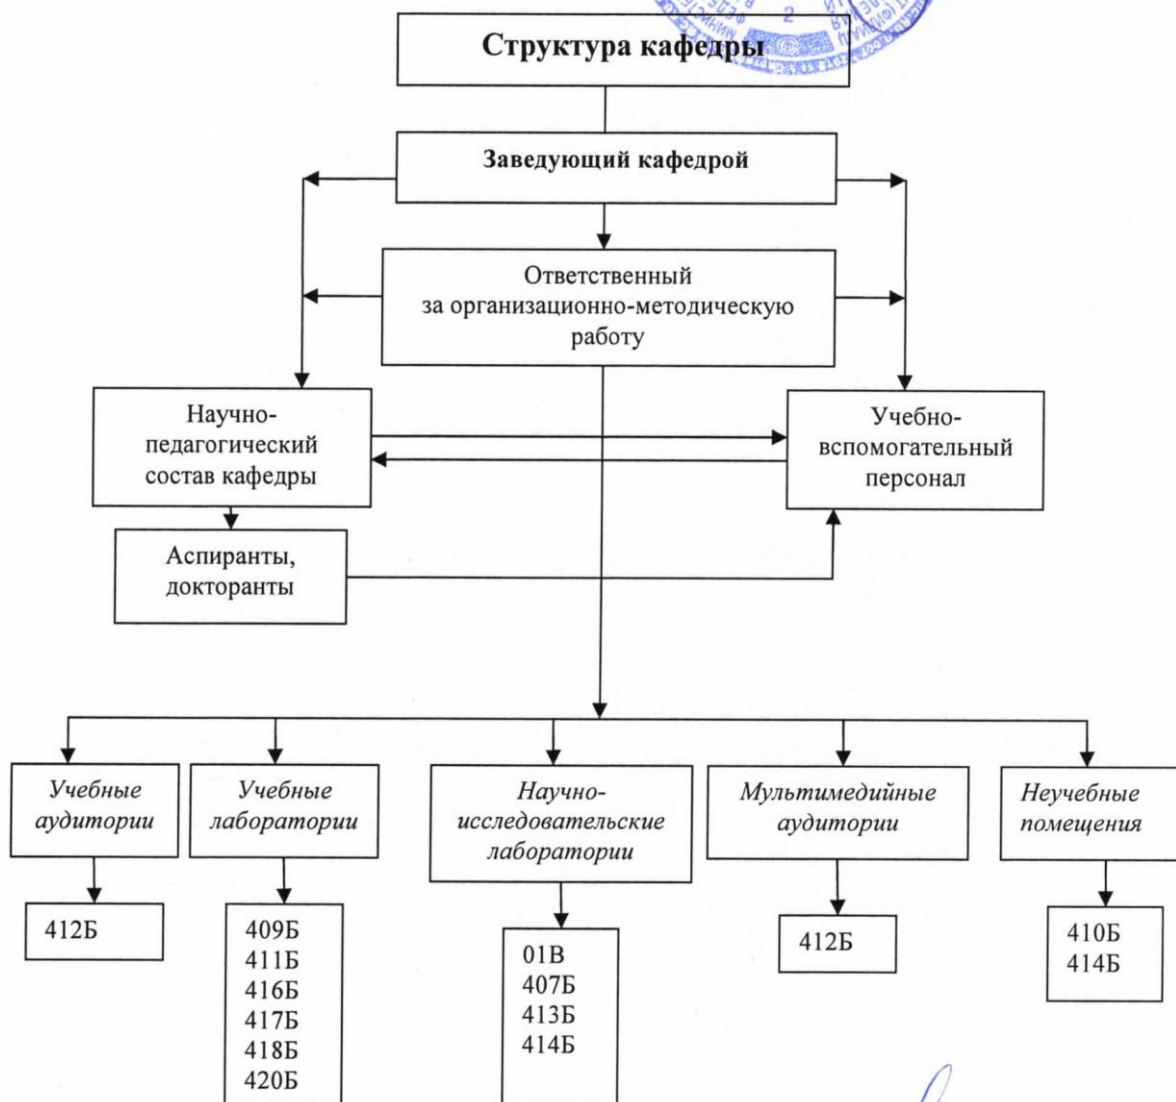 2
Структура кафедры
Заведующий кафедрой
Ответственный
за организационно-методическую
работу
Научно-
педагогический
состав кафедры
Учебно-
вспомогательный
персонал
Аспиранты,
докторанты
Учебные
аудитории
Учебные
лаборатории
Научно-
исследовательские
лаборатории
Мультимедийные
аудитории
Неучебные
помещения
412Б
409Б
411Б
416Б
417Б
418Б
420Б
01В
407Б
413Б
414Б
412Б
410Б
414Б